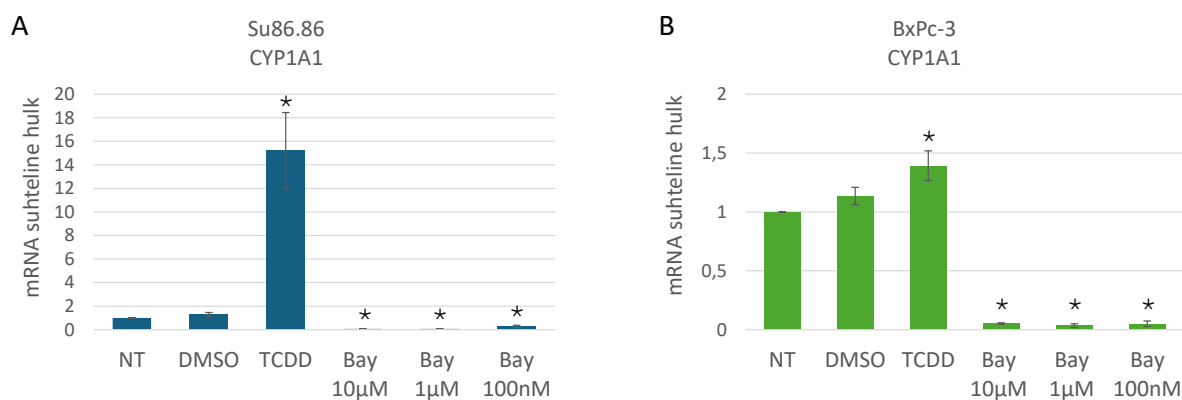 A
Su86.86
CYP1A1
mRNA suhteline hulk
20
18
16
14
12
10
8
6
4
2
0
*
*
*
*
NT
DMSO
TCDD
Bay
10µM
Bay
1µM
Bay
100nM
B
BxPc-3
CYP1A1
mRNA suhteline hulk
2
1,5
1
0,5
0
*
*
*
*
NT
DMSO
TCDD
Bay
10µM
Bay
1µM
Bay
100nM